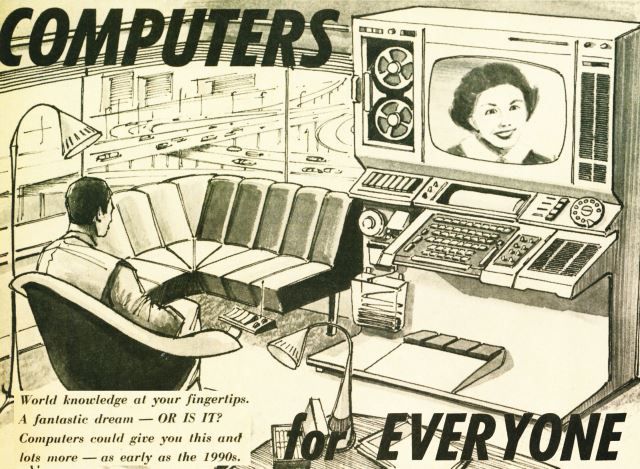 COMPUTERS
World knowledge at your fingertips.
A fantastic dream — OR IS IT?
Computers could give you this and
lots more — as early as the 1990s.
for EVERYONE